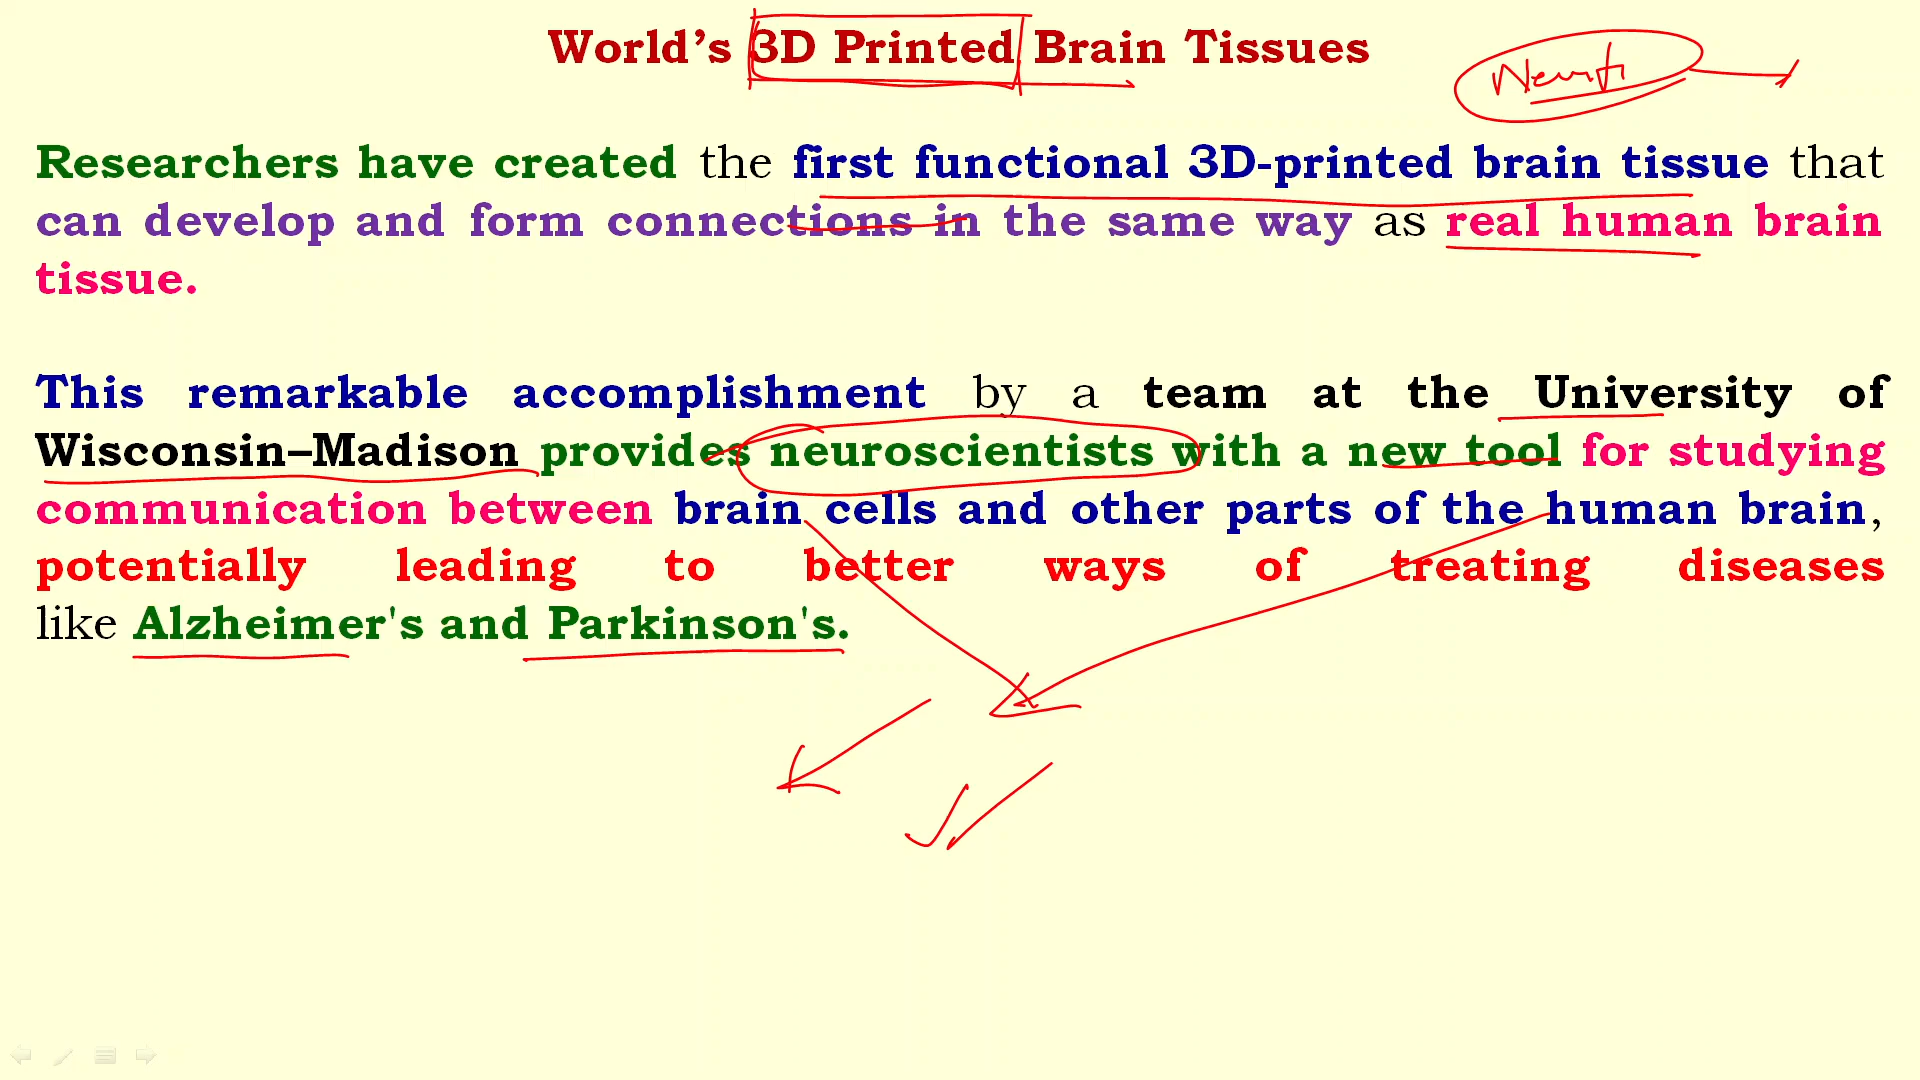 World’s 3D Printed Brain Tissues
Researchers have created the first functional 3D-printed brain tissue that
can develop and form connections in the same way as real human brain
tissue.
This remarkable accomplishment by a team at the University of
Wisconsin–Madison provides neuroscientists with a new tool for studying
communication between brain cells and other parts of the human brain,
potentially leading to better ways of treating diseases
like Alzheimer's and Parkinson's.